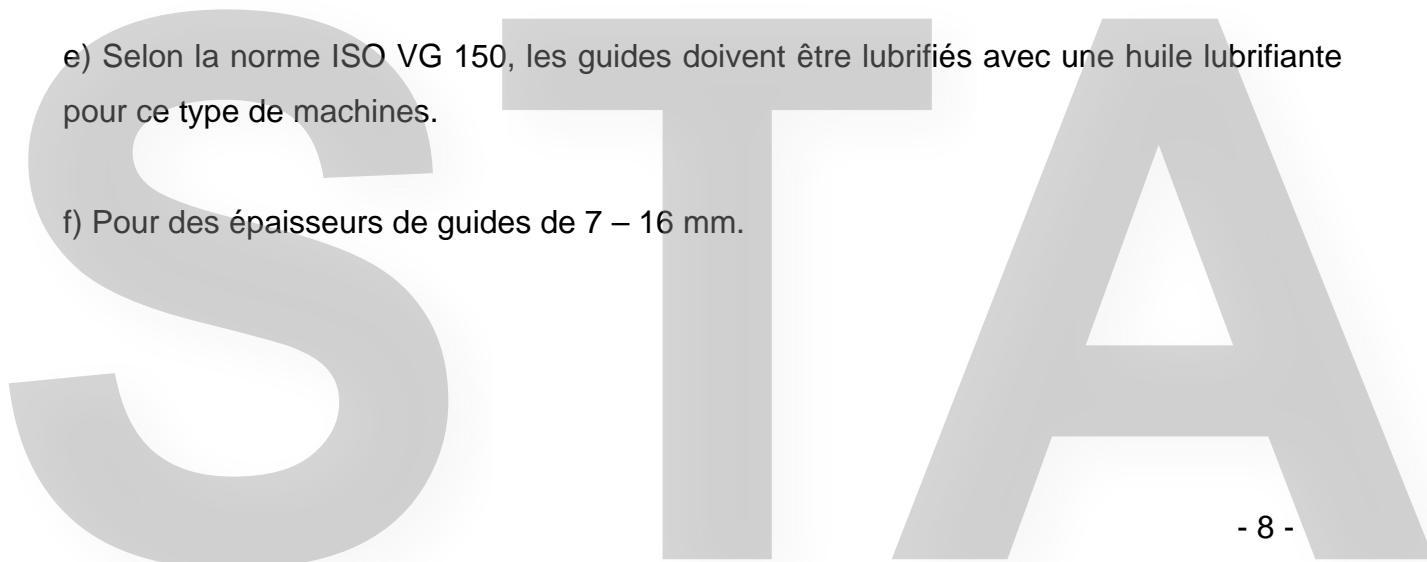 e) Selon la norme ISO VG 150, les guides doivent être lubrifiés avec une huile lubrifiante
pour ce type de machines.
f) Pour des épaisseurs de guides de 7 – 16 mm.
- 8 -
STA